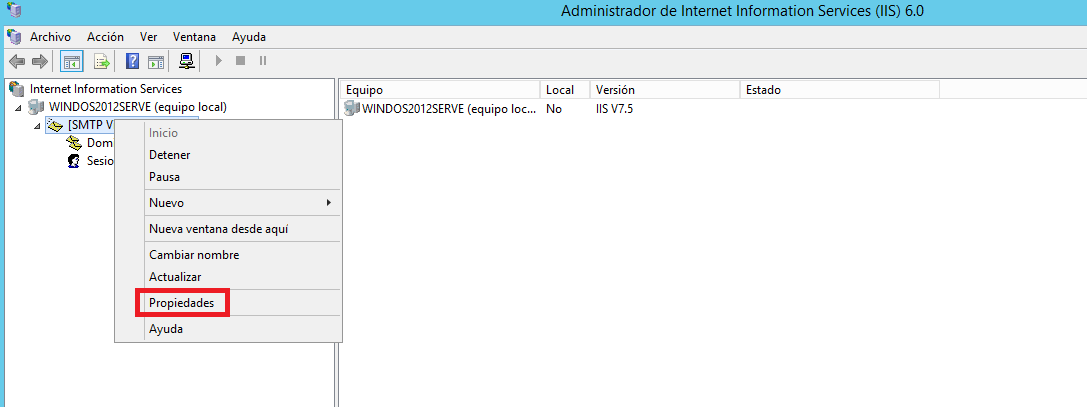 Administrador de Internet Information Services (IIS) 6.0
Archivo Acción Ver Ventana Ayuda
Internet Information Services
WINDOS2012SERVE (equipo local)
[SMTP V
Dom
Sesio
Inicio
Detener
Pausa
Nuevo
Nueva ventana desde aquí
Cambiar nombre
Actualizar
Propiedades
Ayuda
Equipo Local Versión Estado
WINDOS2012SERVE (equipo loc... No IIS V7.5